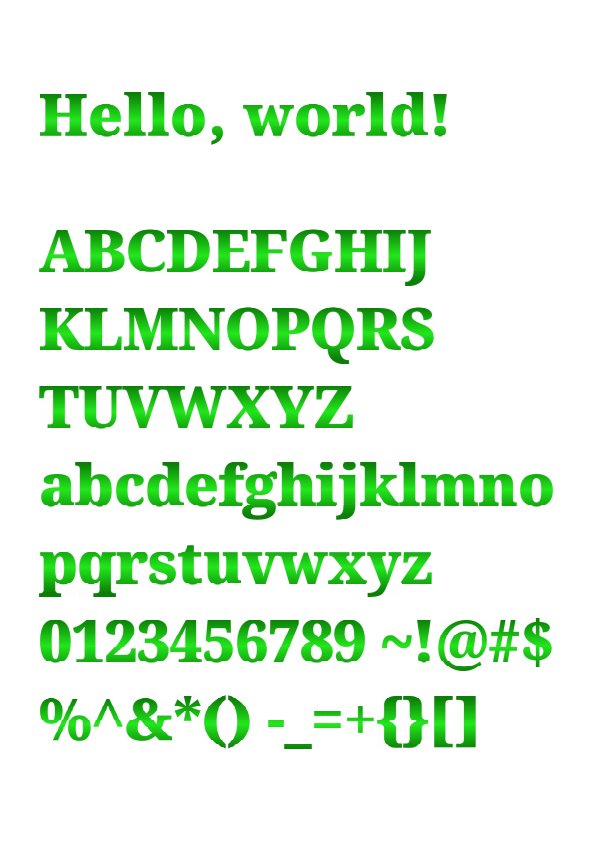 Hello, world!
ABCDEFGHIJ
KLMNOPQRS
TUVWXYZ
abcdefghijklmno
pqrstuvwxyz
0123456789 ~!@#$
%^&*() -_=+{}[]